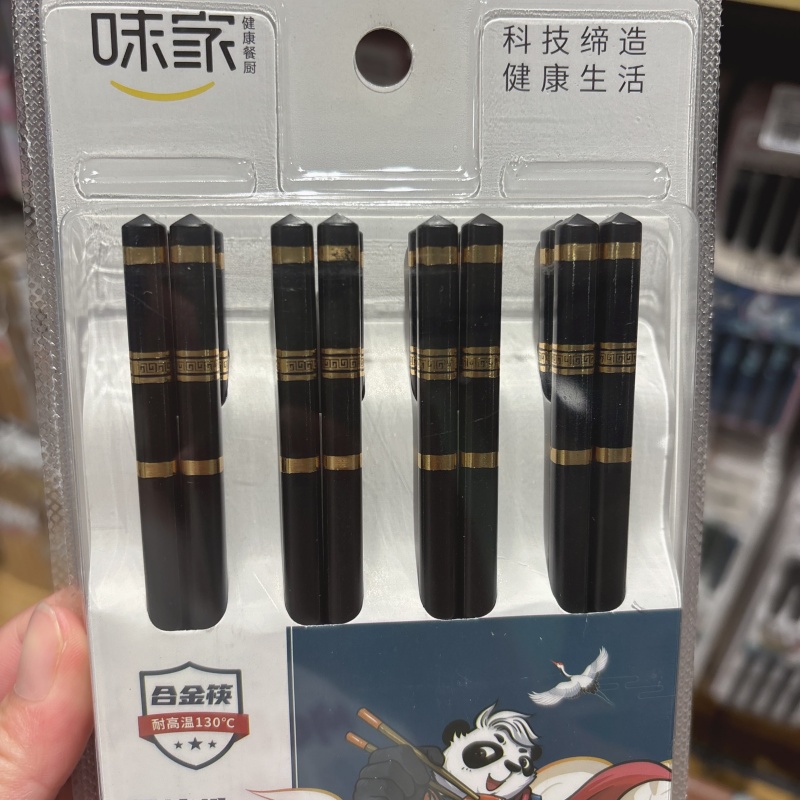 味家
健康餐厨
科技缔造
健康生活
合金筷
耐高温130℃